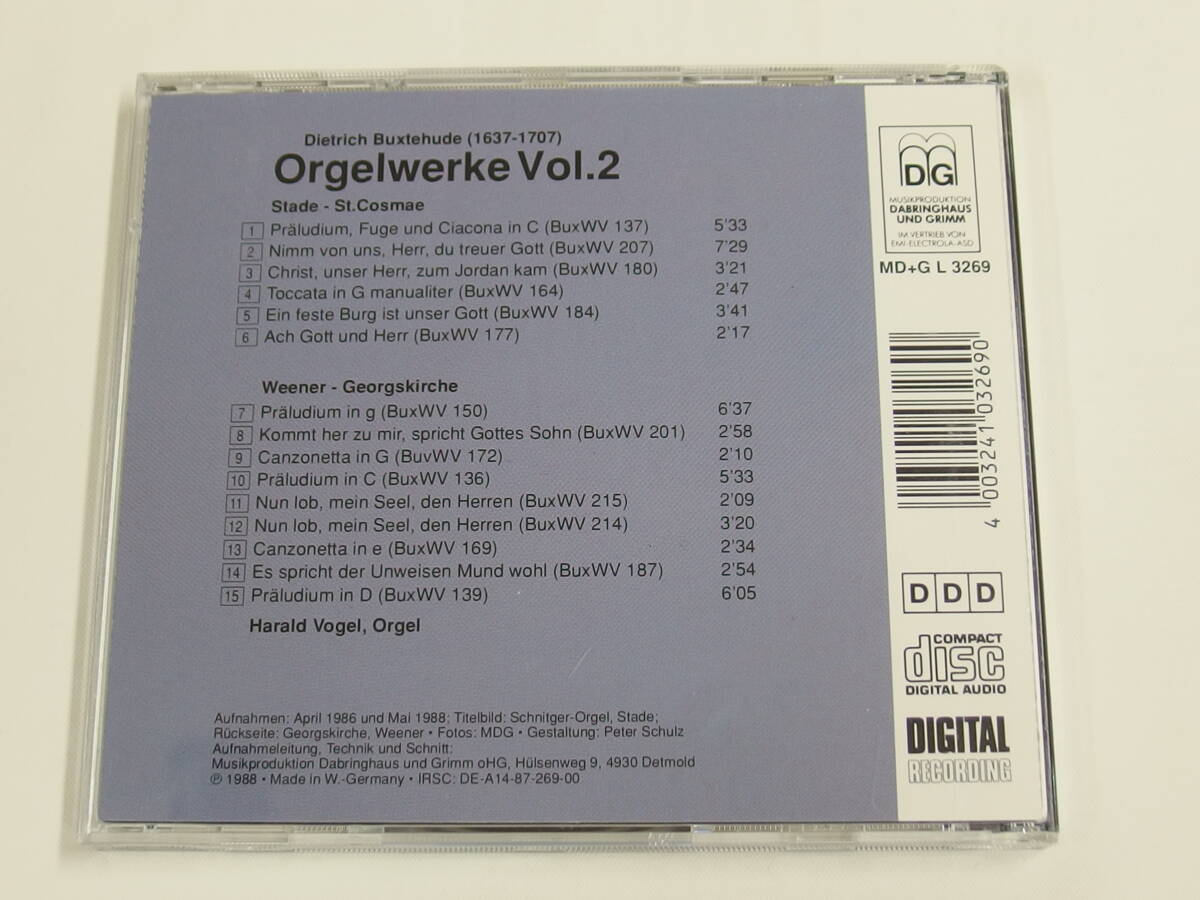 Dietrich Buxtehude (1637-1707)
Orgelwerke Vol.2
Stade - St.Cosmae
1 Präludium, Fuge und Ciacona in C (BuxWV 137) 5'33
2 Nimm von uns, Herr, du treuer Gott (BuxWV 207) 7'29
3 Christ, unser Herr, zum Jordan kam (BuxWV 180) 3'21
4 Toccata in G manualiter (BuxWV 164) 2'47
5 Ein feste Burg ist unser Gott (BuxWV 184) 3'41
6 Ach Gott und Herr (BuxWV 177) 2'17
Weener - Georgskirche
7 Präludium in g (BuxWV 150) 6'37
8 Kommt her zu mir, spricht Gottes Sohn (BuxWV 201) 2'58
9 Canzonetta in G (BuvWV 172) 2'10
10 Präludium in C (BuxWV 136) 5'33
11 Nun lob, mein Seel, den Herren (BuxWV 215) 2'09
12 Nun lob, mein Seel, den Herren (BuxWV 214) 3'20
13 Canzonetta in e (BuxWV 169) 2'34
14 Es spricht der Unweisen Mund wohl (BuxWV 187) 2'54
15 Präludium in D (BuxWV 139) 6'05
Harald Vogel, Orgel
Aufnahmen: April 1986 und Mai 1988; Titelbild: Schnitger-Orgel, Stade;
Rückseite: Georgskirche, Weener • Fotos: MDG • Gestaltung: Peter Schulz
Aufnahmeleitung, Technik und Schnitt:
Musikproduktion Dabringhaus und Grimm oHG, Hülsenweg 9, 4930 Detmold
℗ 1988 • Made in W.-Germany • IRSC: DE-A14-87-269-00
M
DG
MUSIKPRODUKTION
DABRINGHAUS
UND GRIMM
IM VERTRIEB VON
EMI-ELECTROLA-ASD
MD+G L 3269
4 003241 032690
D D D
COMPACT
disc
DIGITAL AUDIO
DIGITAL
RECORDING